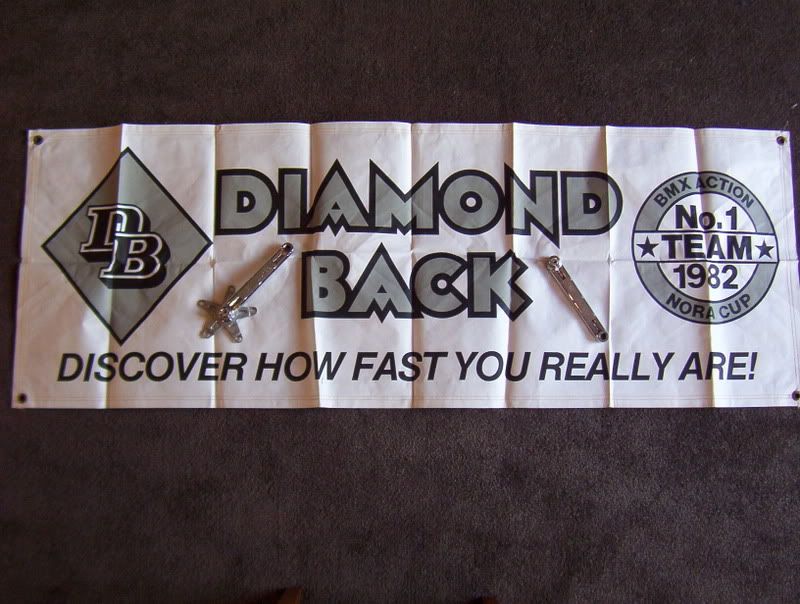 DB
DIAMOND
BACK
BMX ACTION
No.1
TEAM
1982
NORA CUP
DISCOVER HOW FAST YOU REALLY ARE!